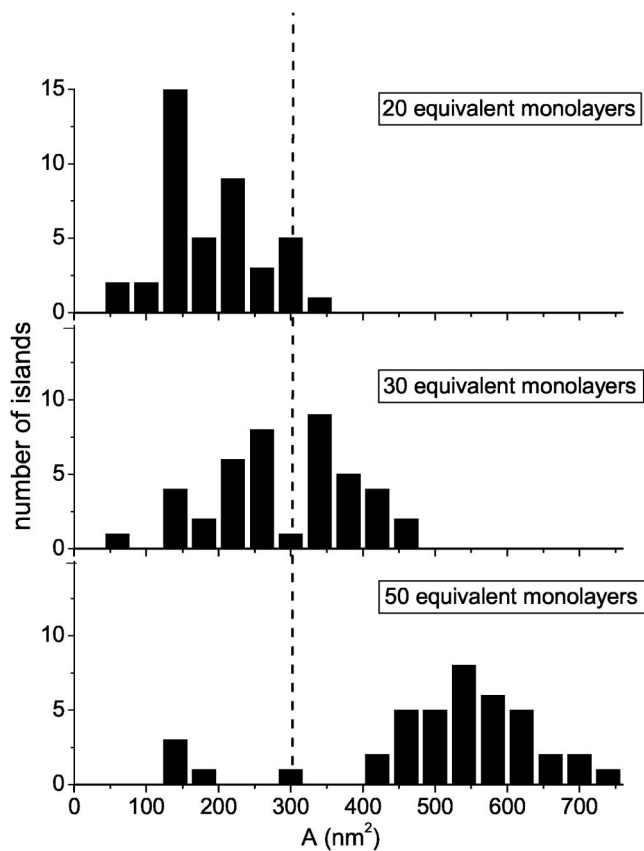 number of islands
15
10
5
0
20 equivalent monolayers
10
5
0
30 equivalent monolayers
10
5
0
50 equivalent monolayers
0 100 200 300 400 500 600 700
A (nm²)